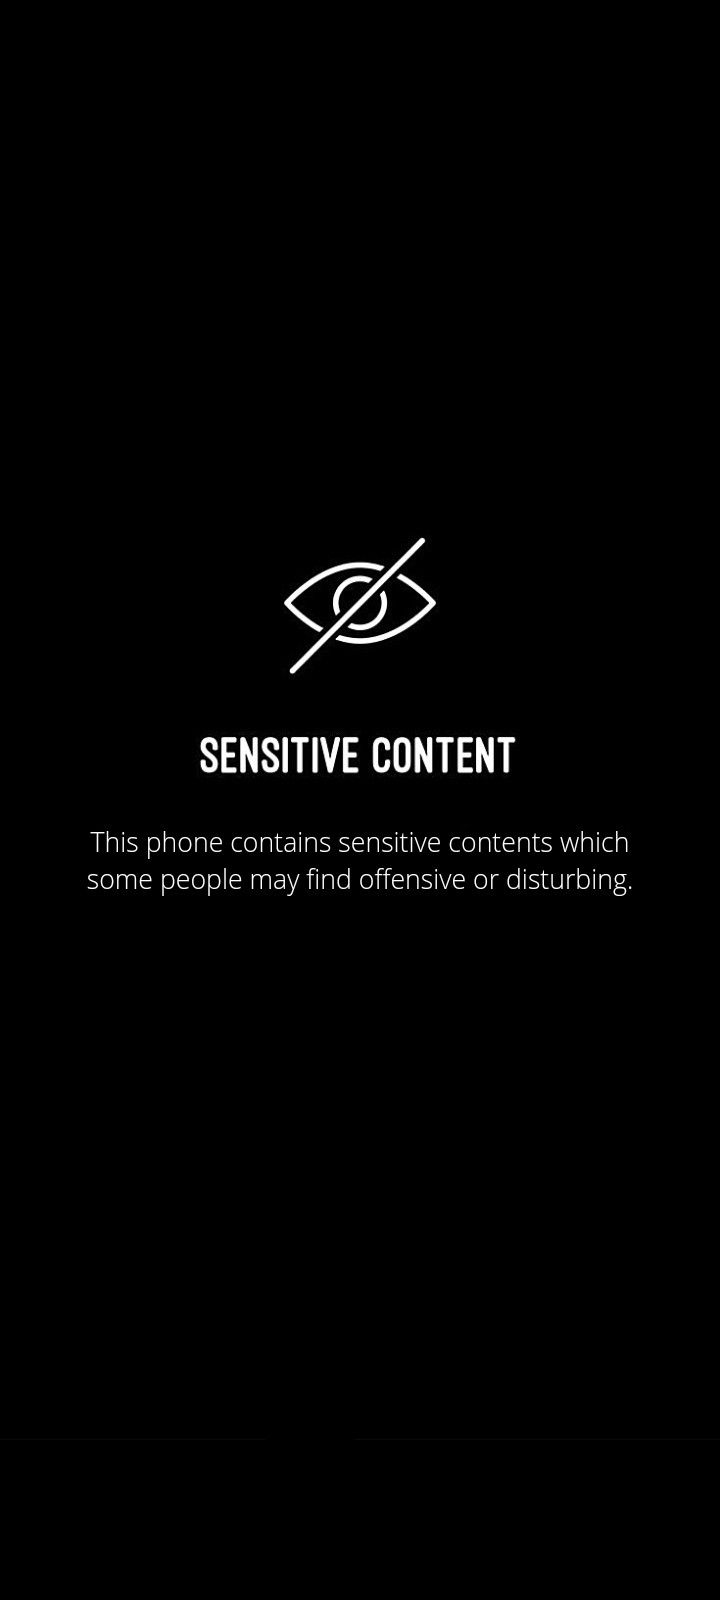 SENSITIVE CONTENT
This phone contains sensitive contents which
some people may find offensive or disturbing.